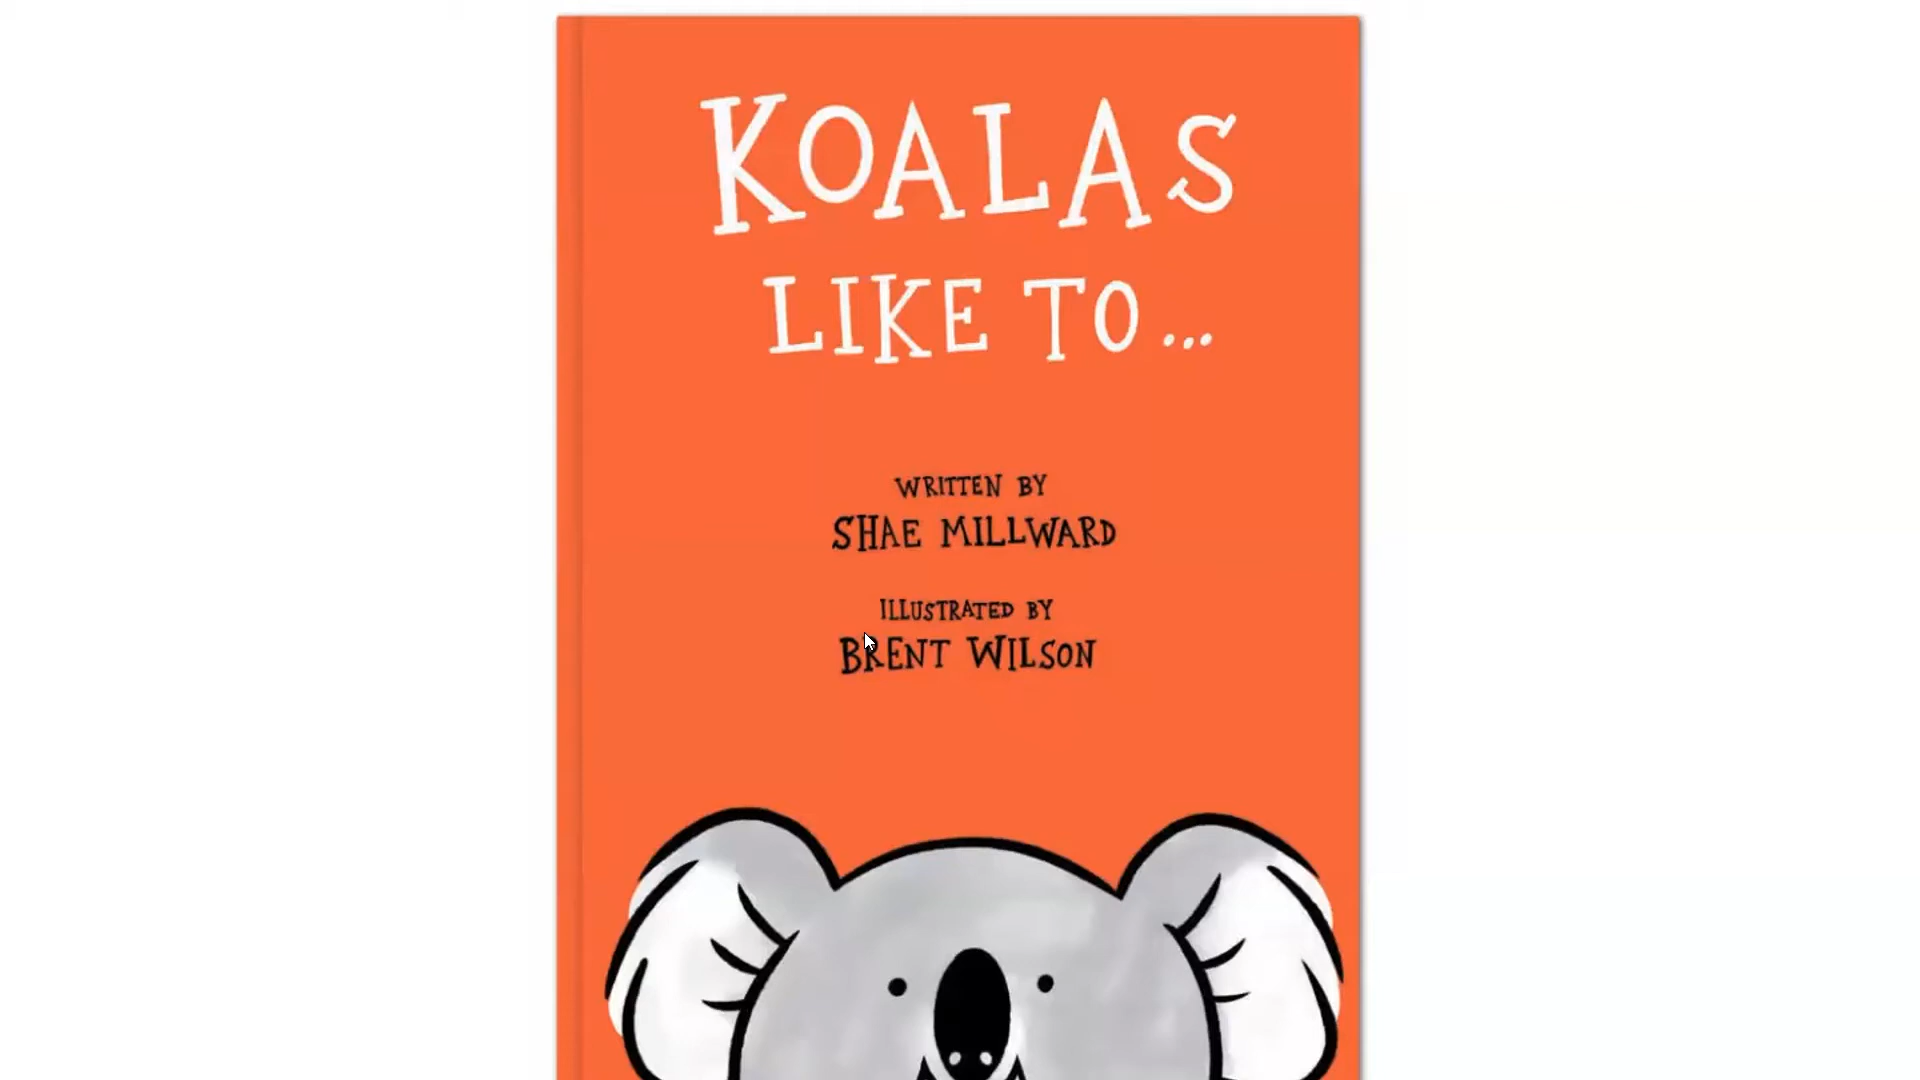 KOALAS
LIKE TO...
WRITTEN BY
SHAE MILLWARD
ILLUSTRATED BY
BRENT WILSON